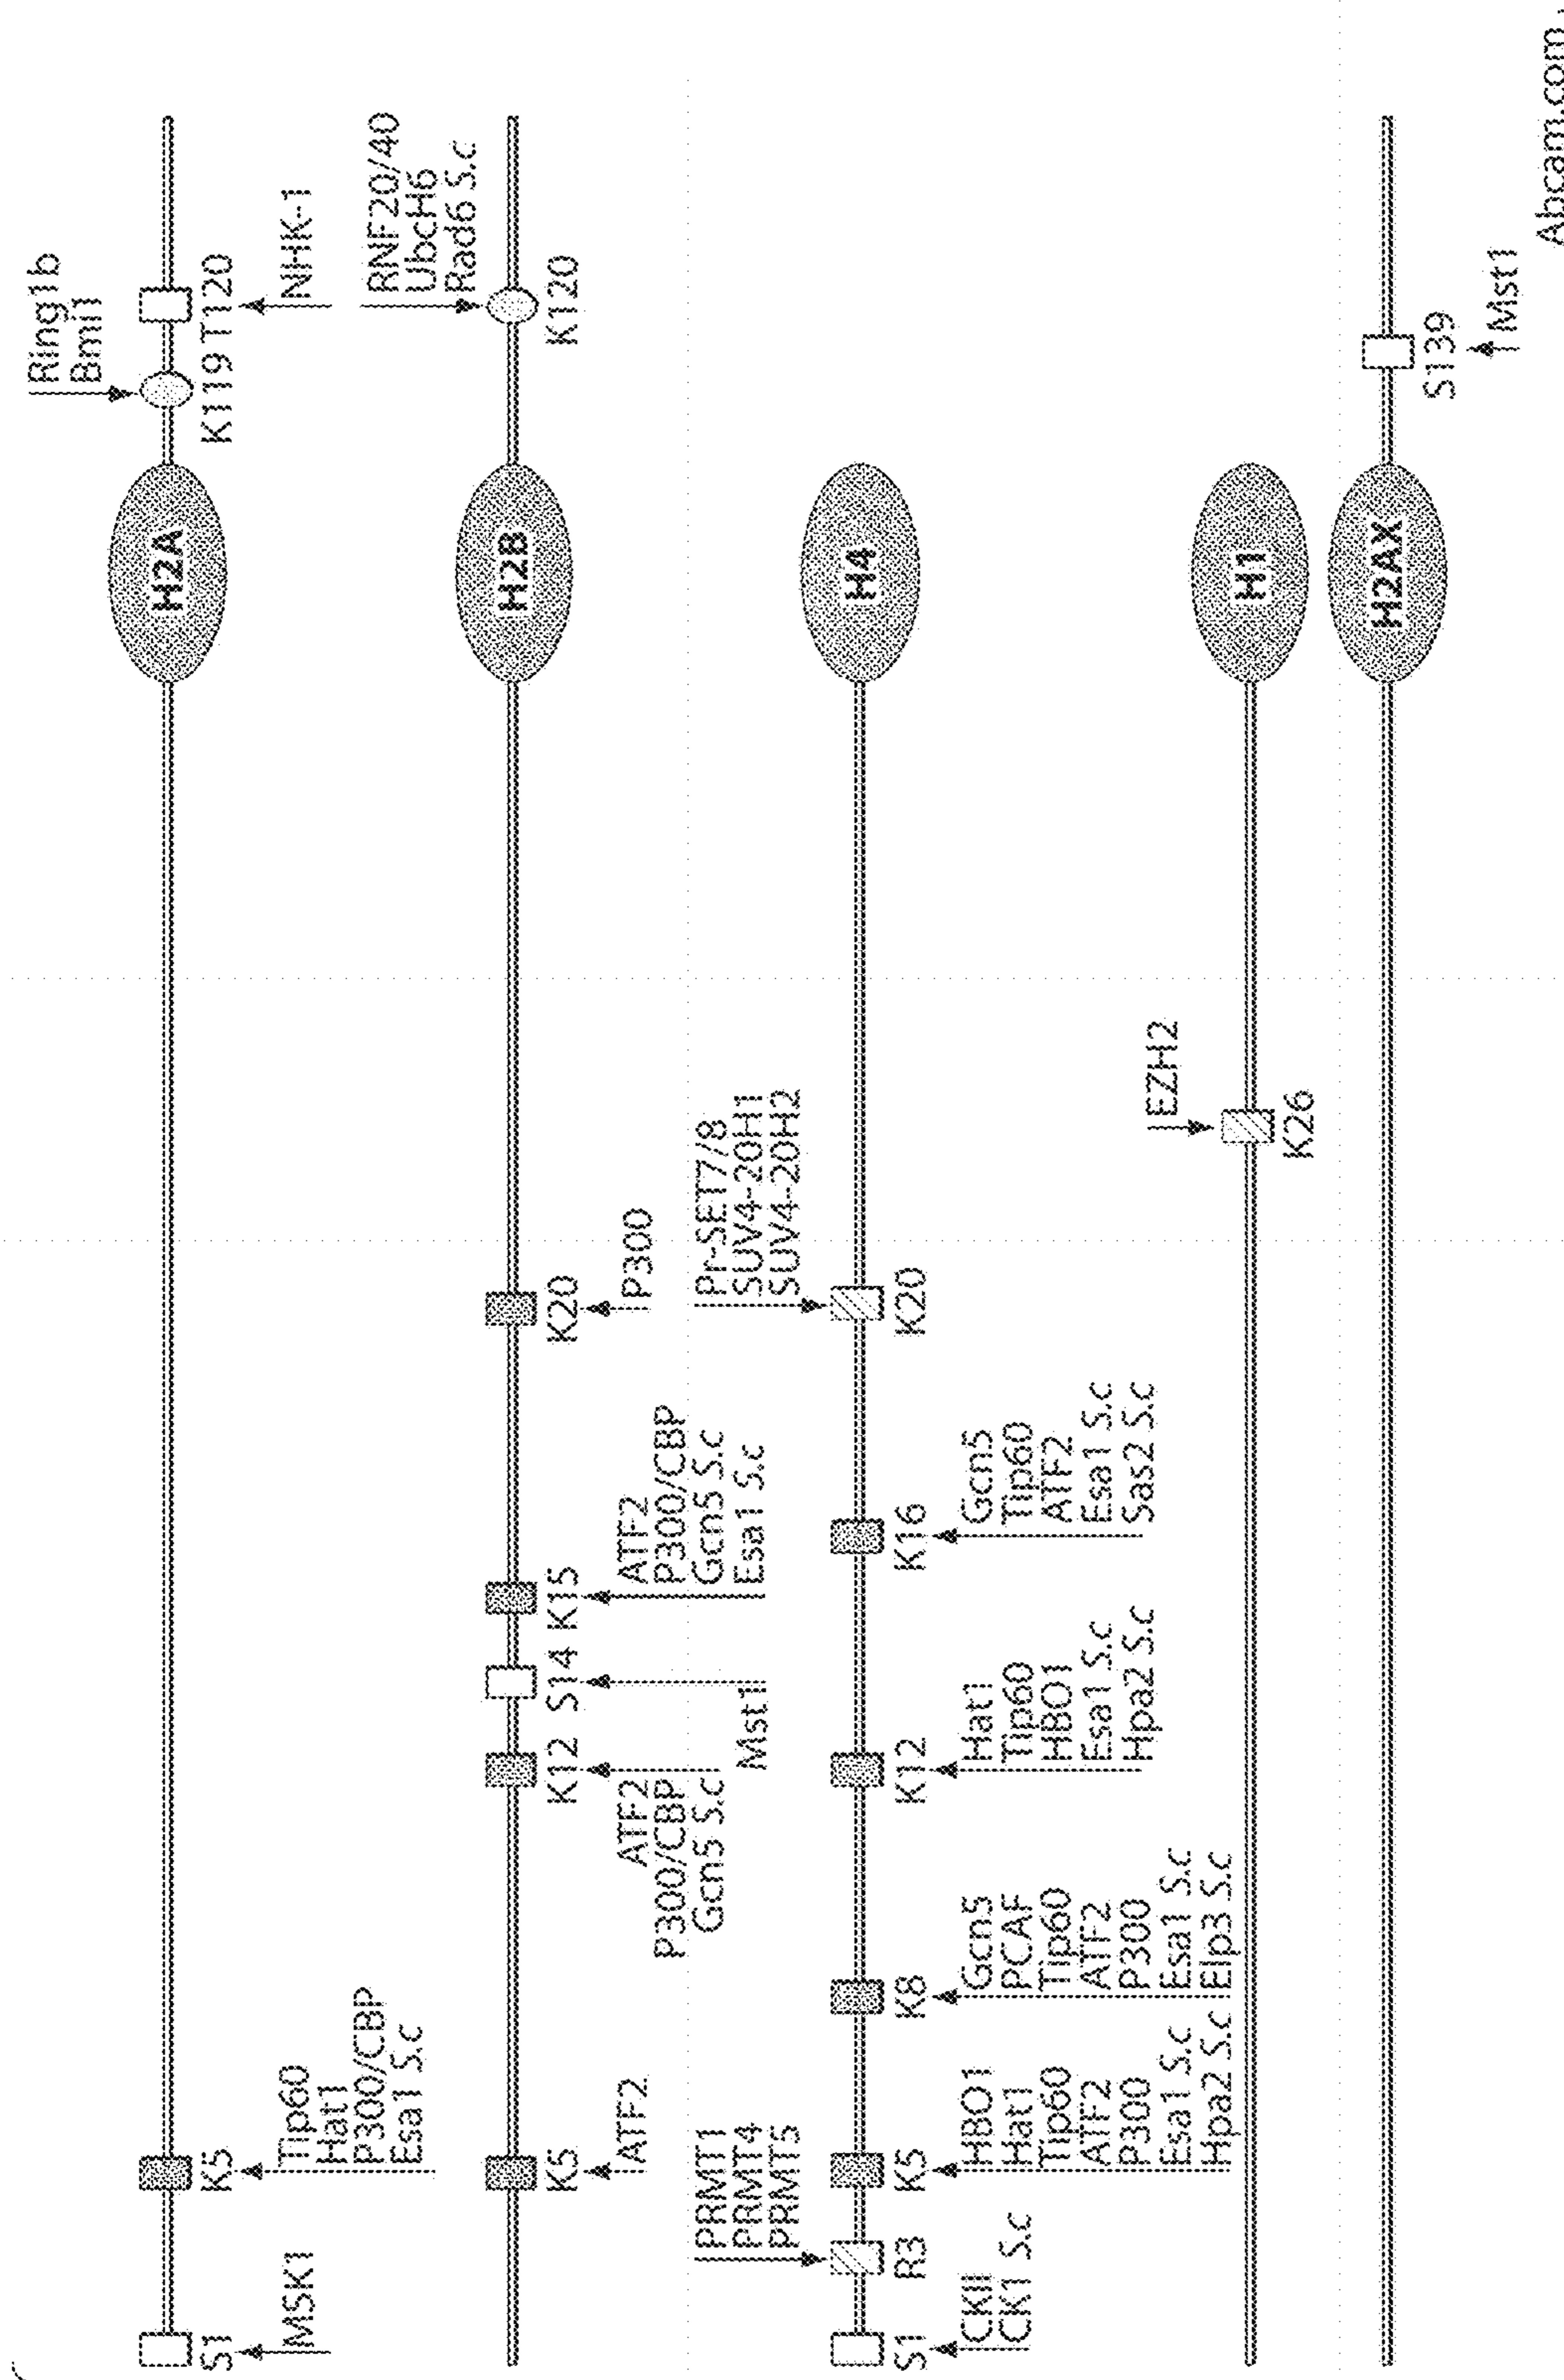 Ring1b
Bmi1
H2A
S1
K5
K119
T120
MSK1
Tip60
Hat1
P300/CBP
Esa1 S.c
NHK-1
RNF20/40
UbcH6
Rad6 S.c
H2B
K5
K12
S14
K15
K20
K120
ATF2
ATF2
P300/CBP
Gcn5 S.c
Mst1
ATF2
P300/CBP
Gcn5 S.c
Esa1 S.c
P300
PRMT1
PRMT4
PRMT5
Pr-SET7/8
SUV4-20H1
SUV4-20H2
H4
S1
R3
K5
K8
K12
K16
K20
CKII
CK1 S.c
HBO1
Hat1
Tip60
ATF2
P300
Esa1 S.c
Hpa2 S.c
Gcn5
PCAF
Tip60
ATF2
P300
Esa1 S.c
Elp3 S.c
Hat1
Tip60
HBO1
Esa1 S.c
Hpa2 S.c
Gcn5
Tip60
ATF2
Esa1 S.c
Sas2 S.c
EZH2
H1
K26
H2AX
S139
Mst1
Abcam.com